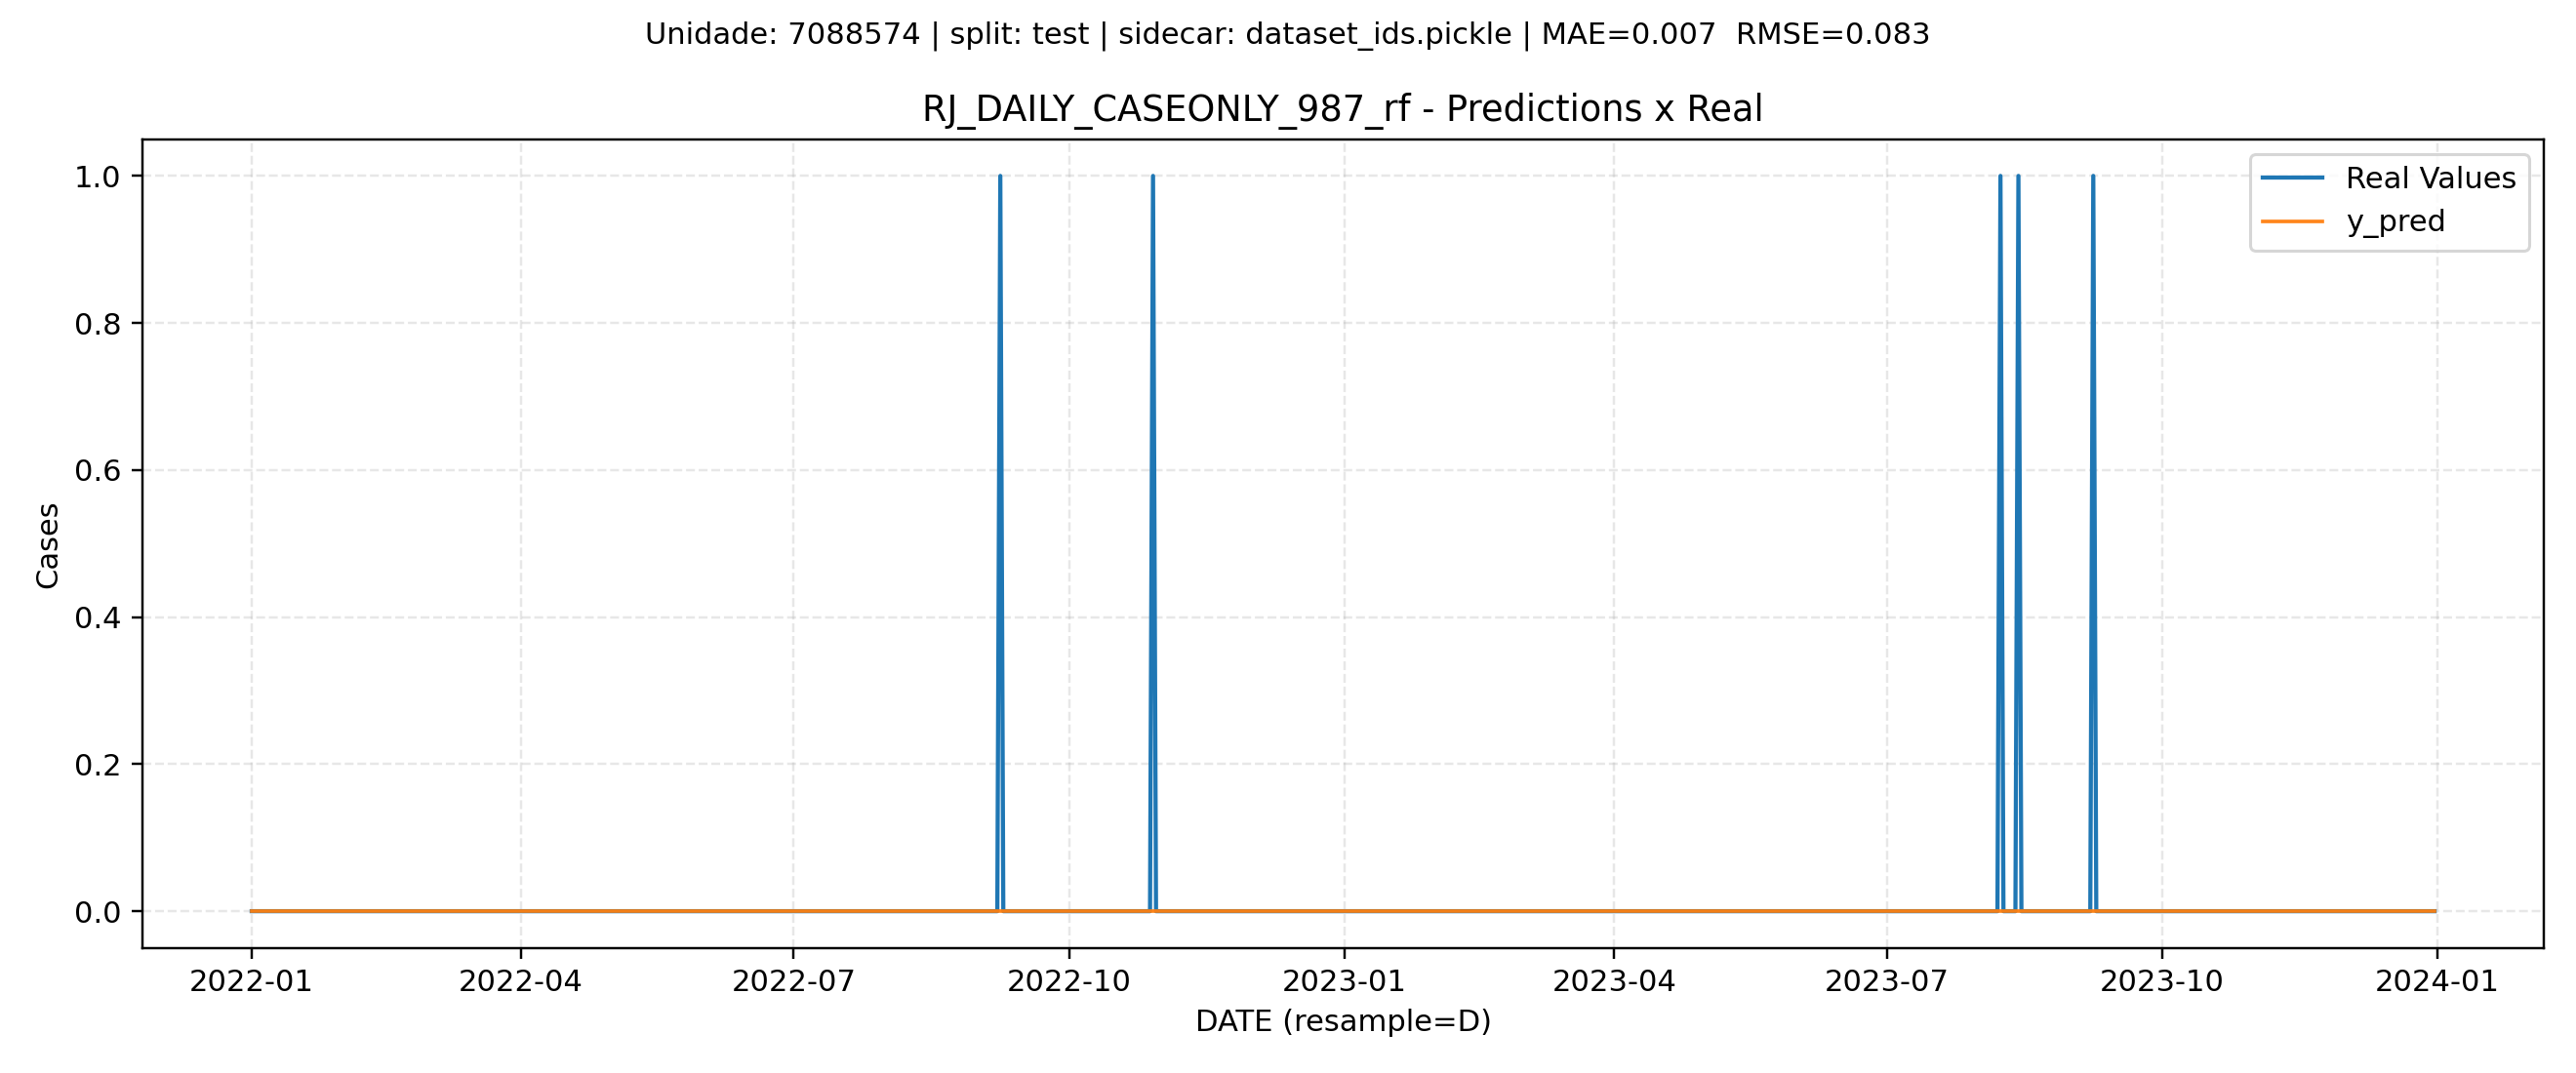 Unidade: 7088574 | split: test | sidecar: dataset_ids.pickle | MAE=0.007  RMSE=0.083
RJ_DAILY_CASEONLY_987_rf - Predictions x Real
Real Values
y_pred
1.0
0.8
0.6
0.4
0.2
0.0
Cases
2022-01
2022-04
2022-07
2022-10
2023-01
2023-04
2023-07
2023-10
2024-01
DATE (resample=D)